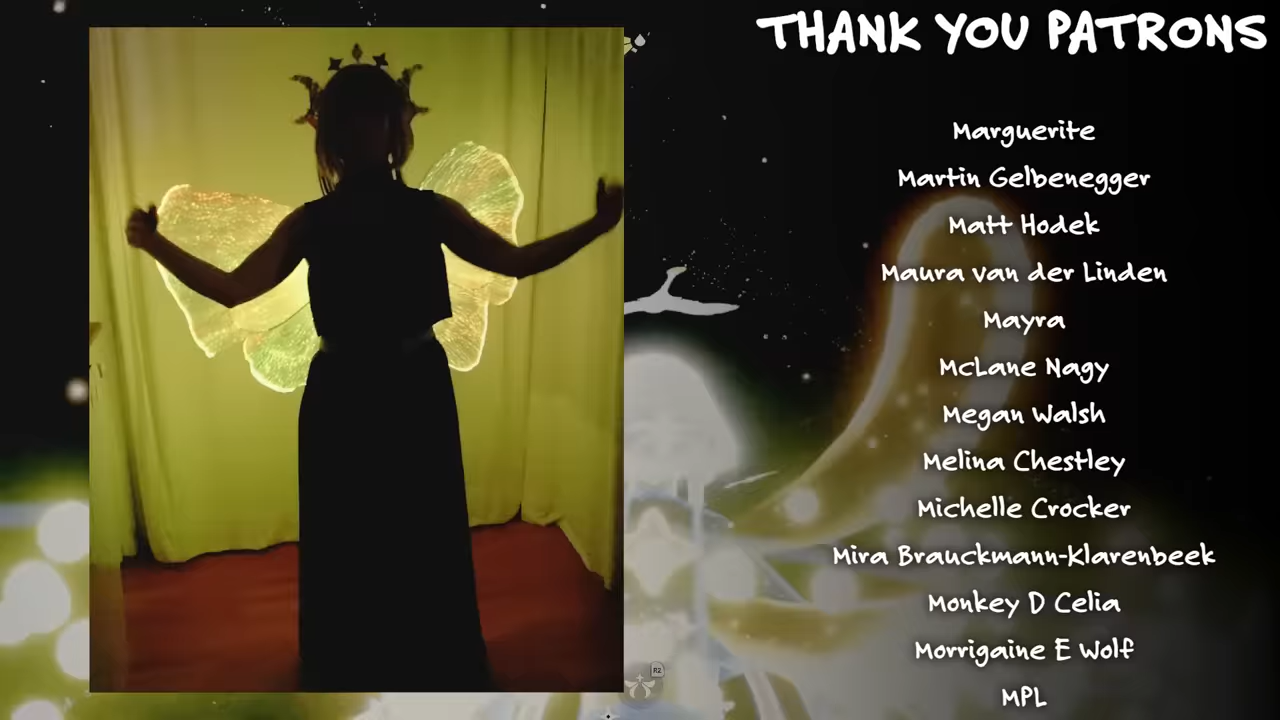 THANK YOU PATRONS
Marguerite
Martin Gelbenegger
Matt Hodek
Maura van der Linden
Mayra
McLane Nagy
Megan Walsh
Melina Chestley
Michelle Crocker
Mira Brauckmann-Klarenbeek
Monkey D Celia
Morrigaine E Wolf
MPL
R2